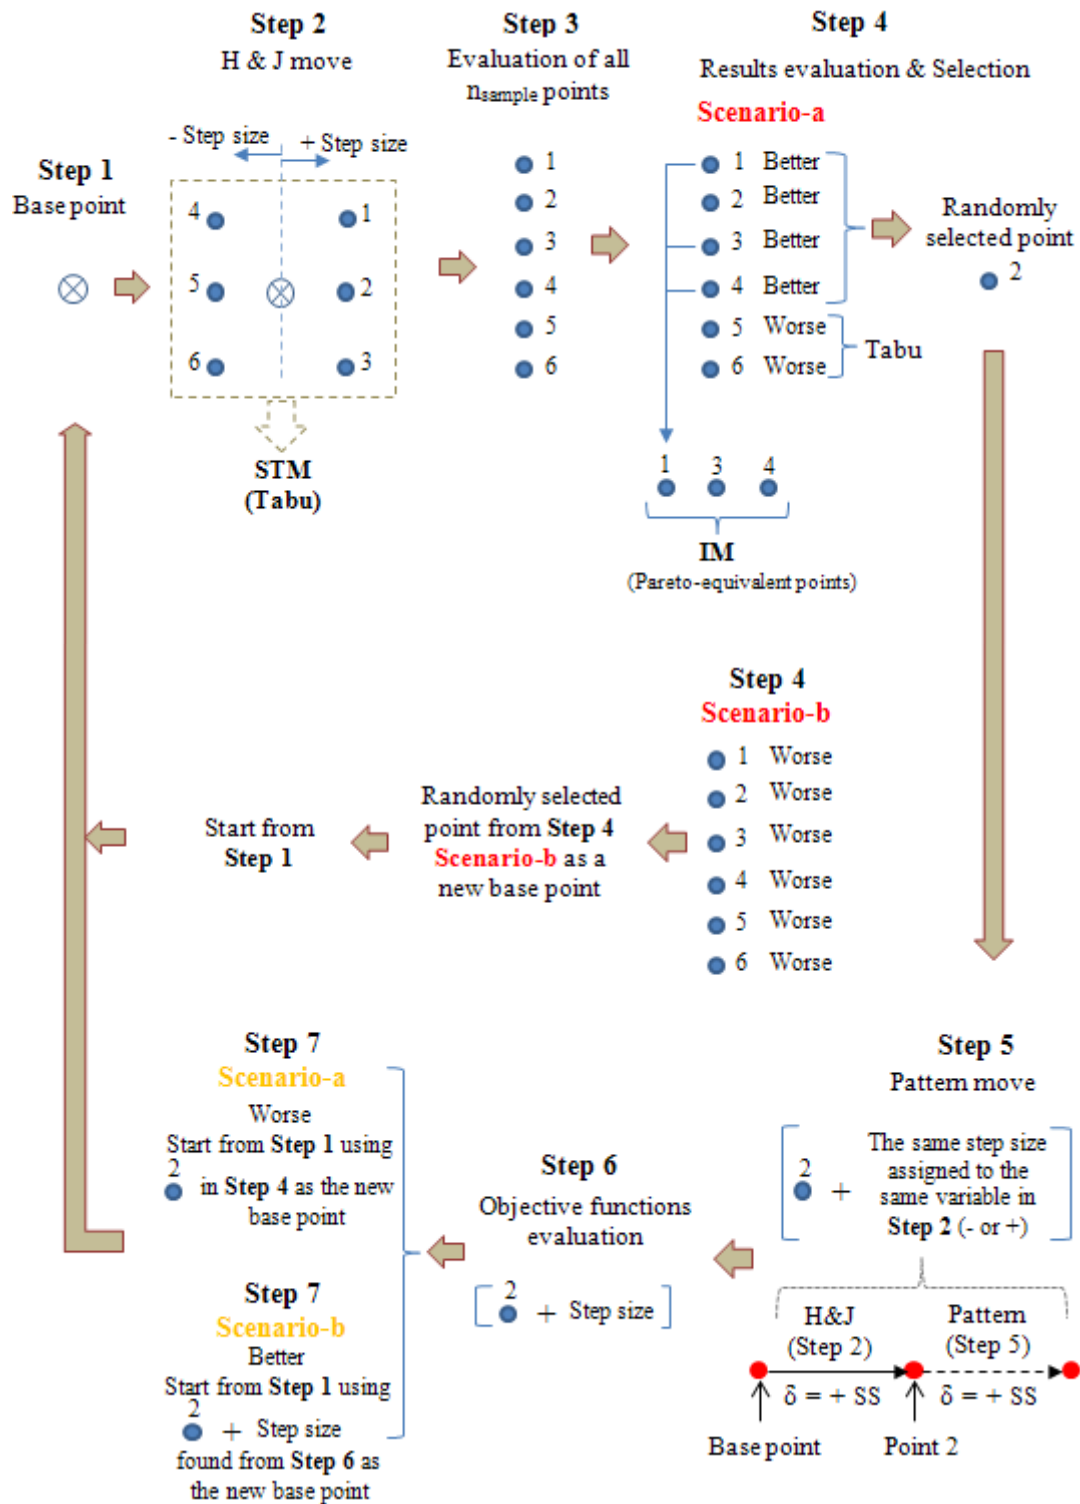 Step 1
Base point
Step 2
H & J move
- Step size
+ Step size
4
1
5
2
6
3
STM
(Tabu)
Step 3
Evaluation of all
nsample points
1
2
3
4
5
6
Step 4
Results evaluation & Selection
Scenario-a
1 Better
2 Better
3 Better
4 Better
5 Worse
6 Worse
Tabu
Randomly
selected point
2
1 3 4
IM
(Pareto-equivalent points)
Step 4
Scenario-b
1 Worse
2 Worse
3 Worse
4 Worse
5 Worse
6 Worse
Randomly selected
point from Step 4
Scenario-b as a
new base point
Start from
Step 1
Step 5
Pattern move
2
+
The same step size
assigned to the
same variable in
Step 2 (- or +)
H&J
(Step 2)
Pattern
(Step 5)
δ = + SS
δ = + SS
Base point
Point 2
Step 6
Objective functions
evaluation
2
+ Step size
Step 7
Scenario-a
Worse
Start from Step 1 using
2
in Step 4 as the new
base point
Step 7
Scenario-b
Better
Start from Step 1 using
2
+ Step size
found from Step 6 as
the new base point